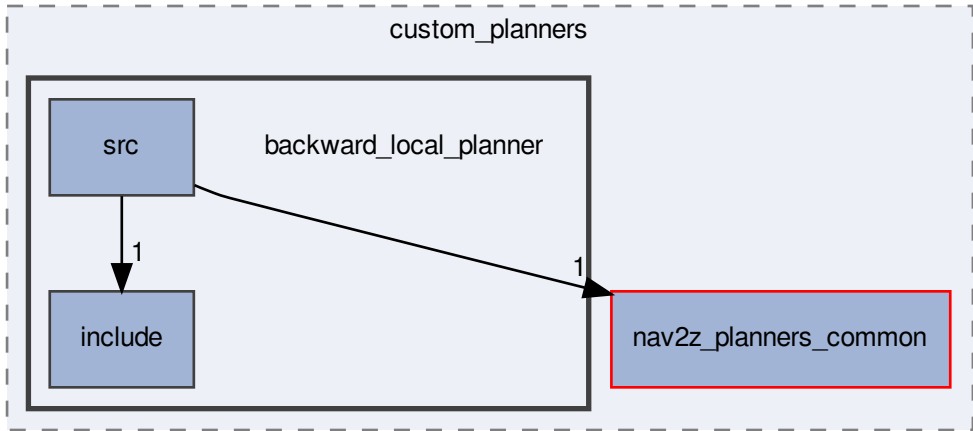 custom_planners
src
backward_local_planner
1
1
include
nav2z_planners_common